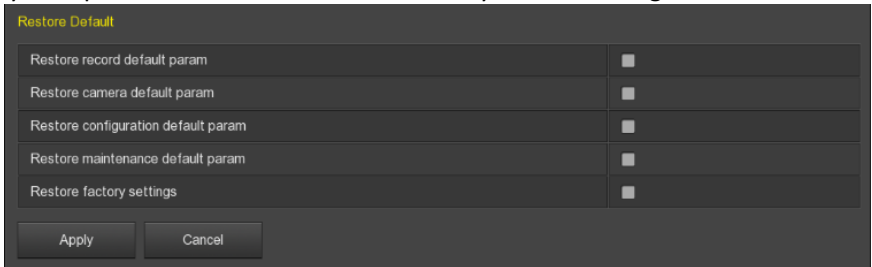 Restore Default
Restore record default param
Restore camera default param
Restore configuration default param
Restore maintenance default param
Restore factory settings
Apply Cancel